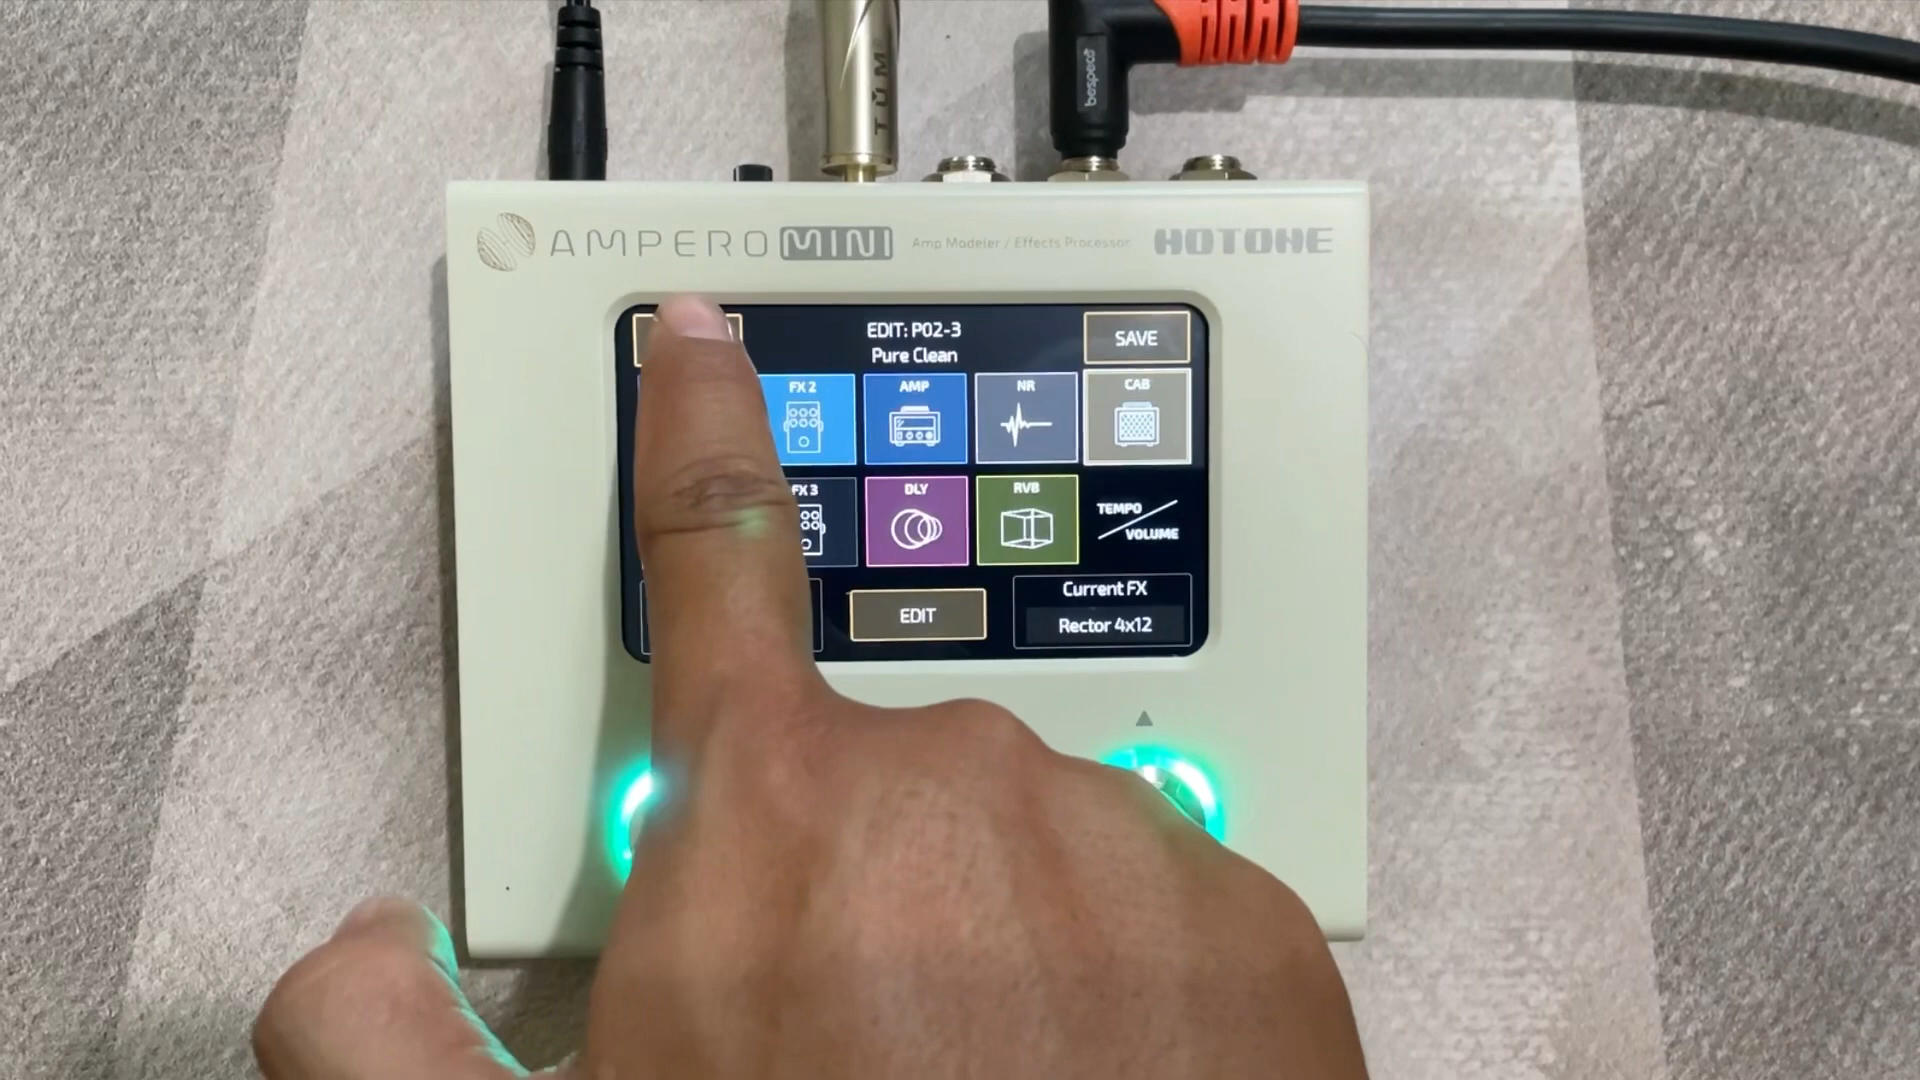 TÜM
bespeco
AMPERO MINI Amp Modeler / Effects Processor HOTONE
EDIT: P02-3
Pure Clean
SAVE
FX 2
AMP
NR
CAB
FX 3
DLY
RVB
TEMPO
VOLUME
EDIT
Current FX
Rector 4x12